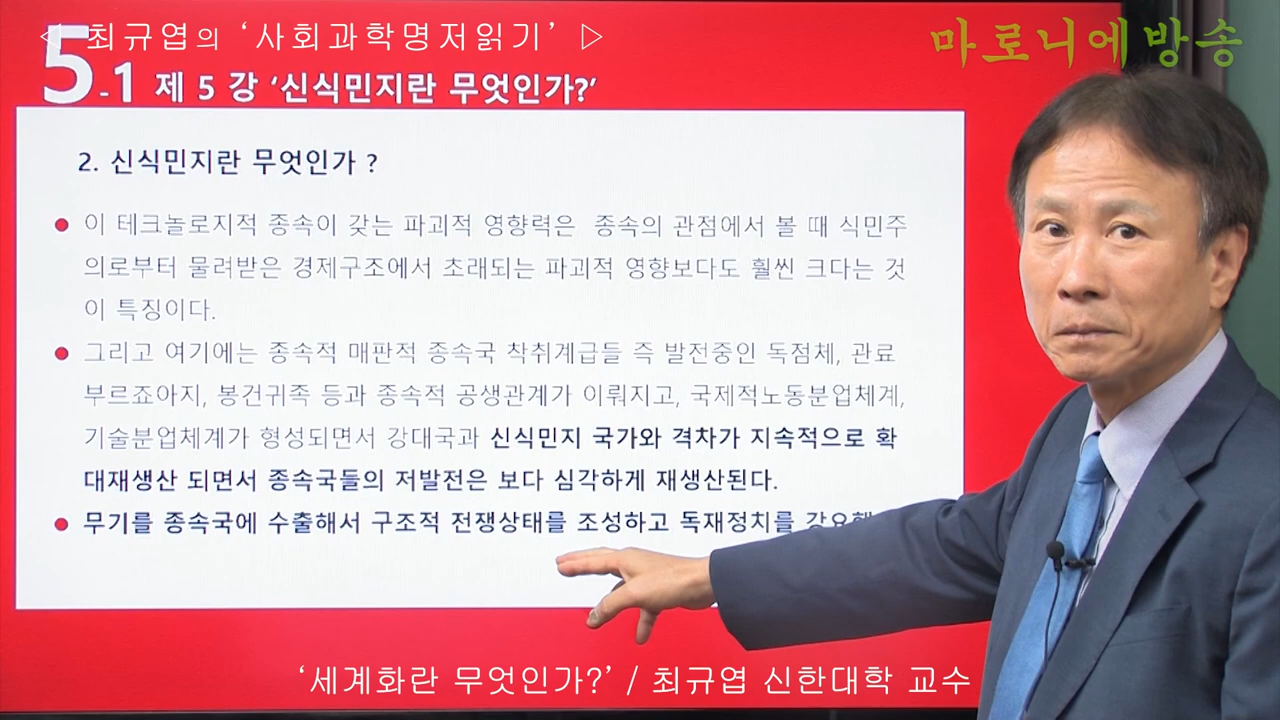 ◁ 최규엽의 ‘사회과학명저읽기’ ▷
마로니에방송
5-1 제 5 강 ‘신식민지란 무엇인가?’
2. 신식민지란 무엇인가 ?
● 이 테크놀로지적 종속이 갖는 파괴적 영향력은 종속의 관점에서 볼 때 식민주
의로부터 물려받은 경제구조에서 초래되는 파괴적 영향보다도 훨씬 크다는 것
이 특징이다.
● 그리고 여기에는 종속적 매판적 종속국 착취계급들 즉 발전중인 독점체, 관료
부르죠아지, 봉건귀족 등과 종속적 공생관계가 이뤄지고, 국제적노동분업체계,
기술분업체계가 형성되면서 강대국과 신식민지 국가와 격차가 지속적으로 확
대재생산 되면서 종속국들의 저발전은 보다 심각하게 재생산된다.
● 무기를 종속국에 수출해서 구조적 전쟁상태를 조성하고 독재정치를
‘세계화란 무엇인가?’ / 최규엽 신한대학 교수